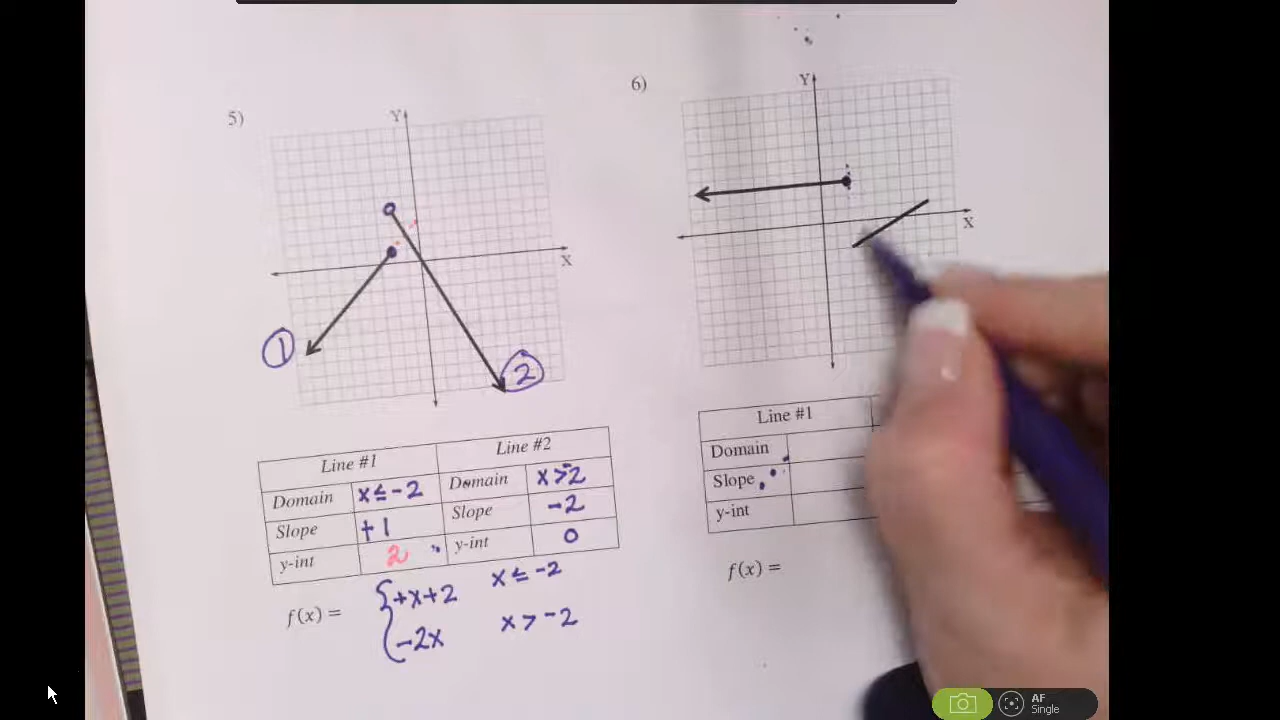 5)
Y
X
1
2
Line #1 Line #2
Domain x ≤ -2 Domain x > -2
Slope +1 Slope -2
y-int 2 y-int 0
f(x) = { +x+2 x ≤ -2
-2x x > -2
6)
Y
X
Line #1
Domain
Slope
y-int
f(x) =
AF
Single